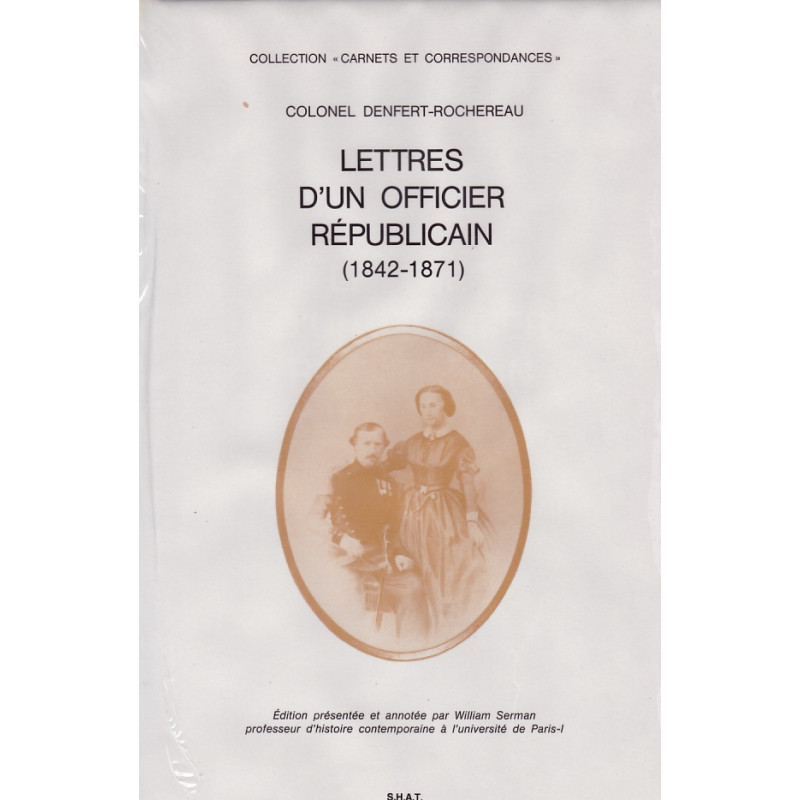 COLLECTION « CARNETS ET CORRESPONDANCES »
COLONEL DENFERT-ROCHEREAU
LETTRES
D'UN OFFICIER
RÉPUBLICAIN
(1842-1871)
Édition présentée et annotée par William Serman
professeur d'histoire contemporaine à l'université de Paris-I
S.H.A.T.